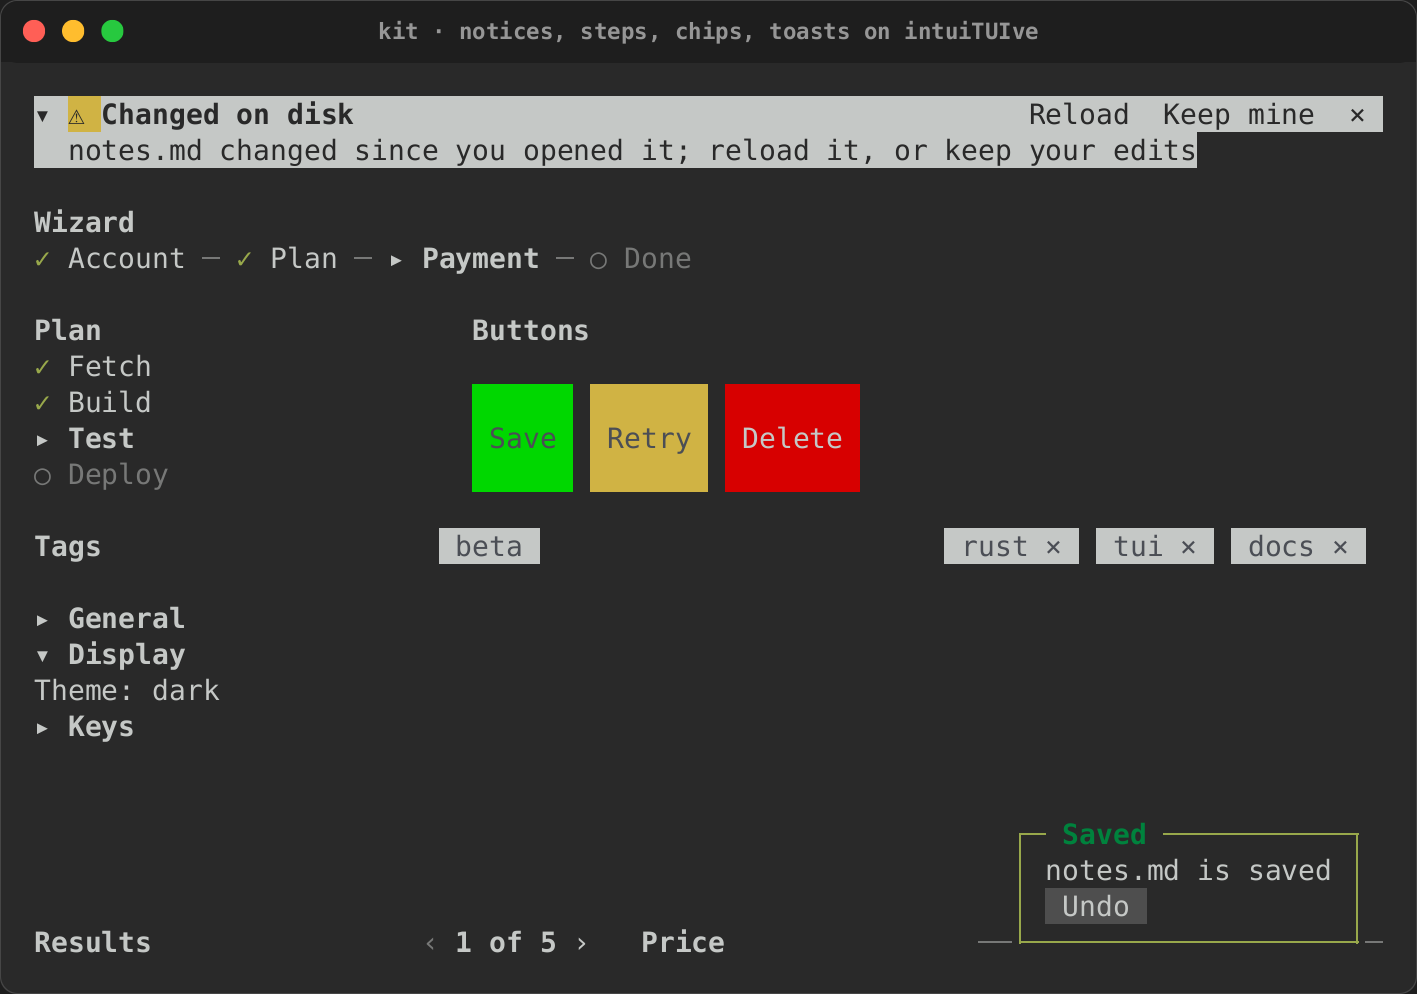 kit · notices, steps, chips, toasts on intuiTUIve
▾ ⚠ Changed on disk Reload Keep mine ×
notes.md changed since you opened it; reload it, or keep your edits
Wizard
✓ Account — ✓ Plan — ▸ Payment — ○ Done
Plan Buttons
✓ Fetch
✓ Build
▸ Test
Save Retry Delete
○ Deploy
Tags beta rust × tui × docs ×
▸ General
▾ Display
Theme: dark
▸ Keys
Saved
notes.md is saved
Undo
Results ‹ 1 of 5 › Price